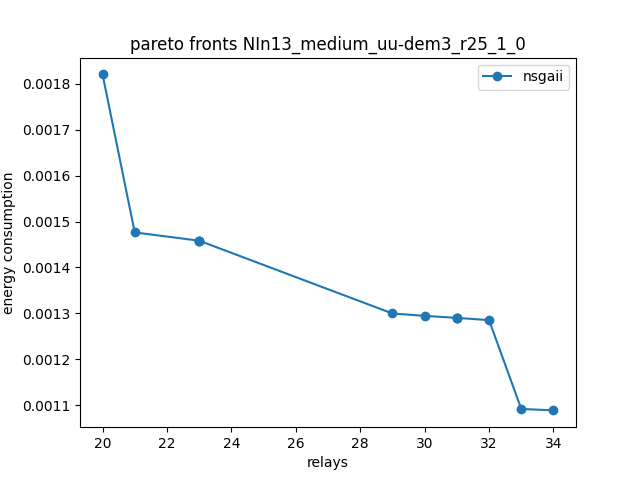 pareto fronts NIn13_medium_uu-dem3_r25_1_0
nsgaii
energy consumption
0.0018
0.0017
0.0016
0.0015
0.0014
0.0013
0.0012
0.0011
20 22 24 26 28 30 32 34
relays